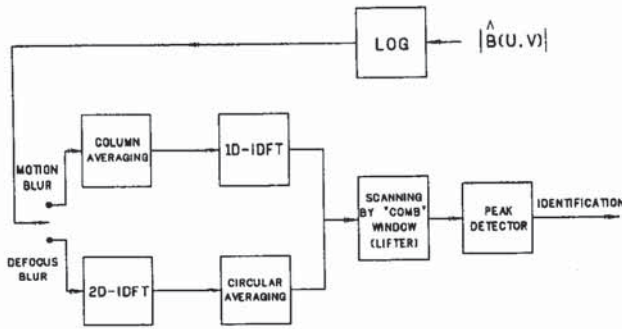 LOG
|B̂(U,V)|
COLUMN
AVERAGING
1D-IDFT
MOTION
BLUR
SCANNING
BY "COMB"
WINDOW
(LIFTER)
PEAK
DETECTOR
IDENTIFICATION
DEFOCUS
BLUR
2D-IDFT
CIRCULAR
AVERAGING